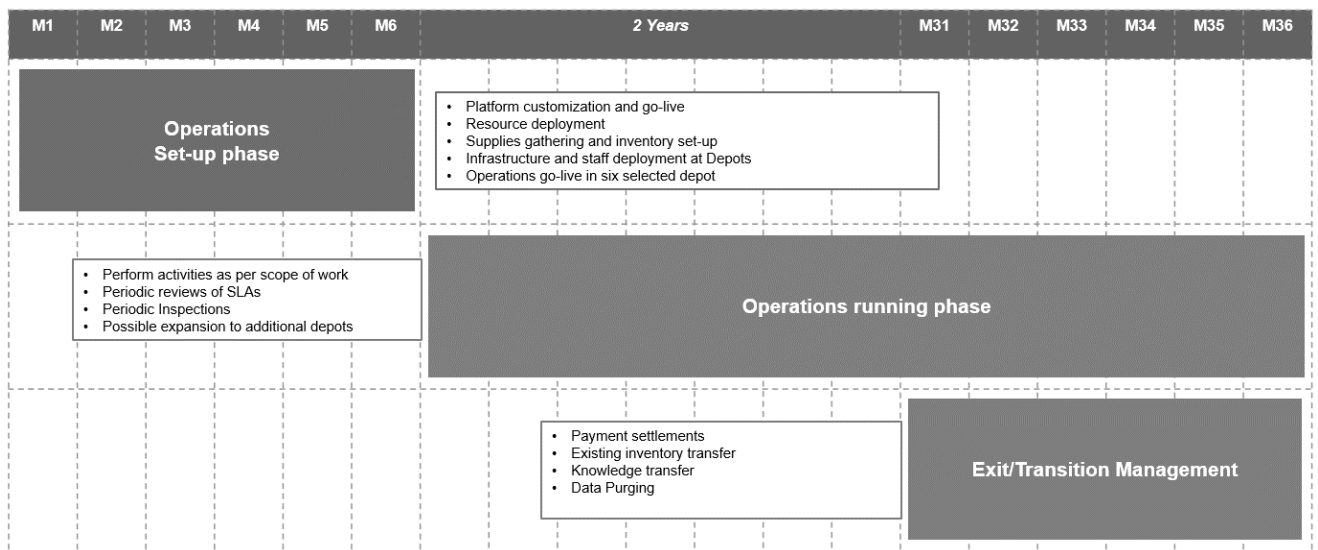 M1 M2 M3 M4 M5 M6 2 Years M31 M32 M33 M34 M35 M36
Operations
Set-up phase
• Platform customization and go-live
• Resource deployment
• Supplies gathering and inventory set-up
• Infrastructure and staff deployment at Depots
• Operations go-live in six selected depot
• Perform activities as per scope of work
• Periodic reviews of SLAs
• Periodic Inspections
• Possible expansion to additional depots
Operations running phase
• Payment settlements
• Existing inventory transfer
• Knowledge transfer
• Data Purging
Exit/Transition Management